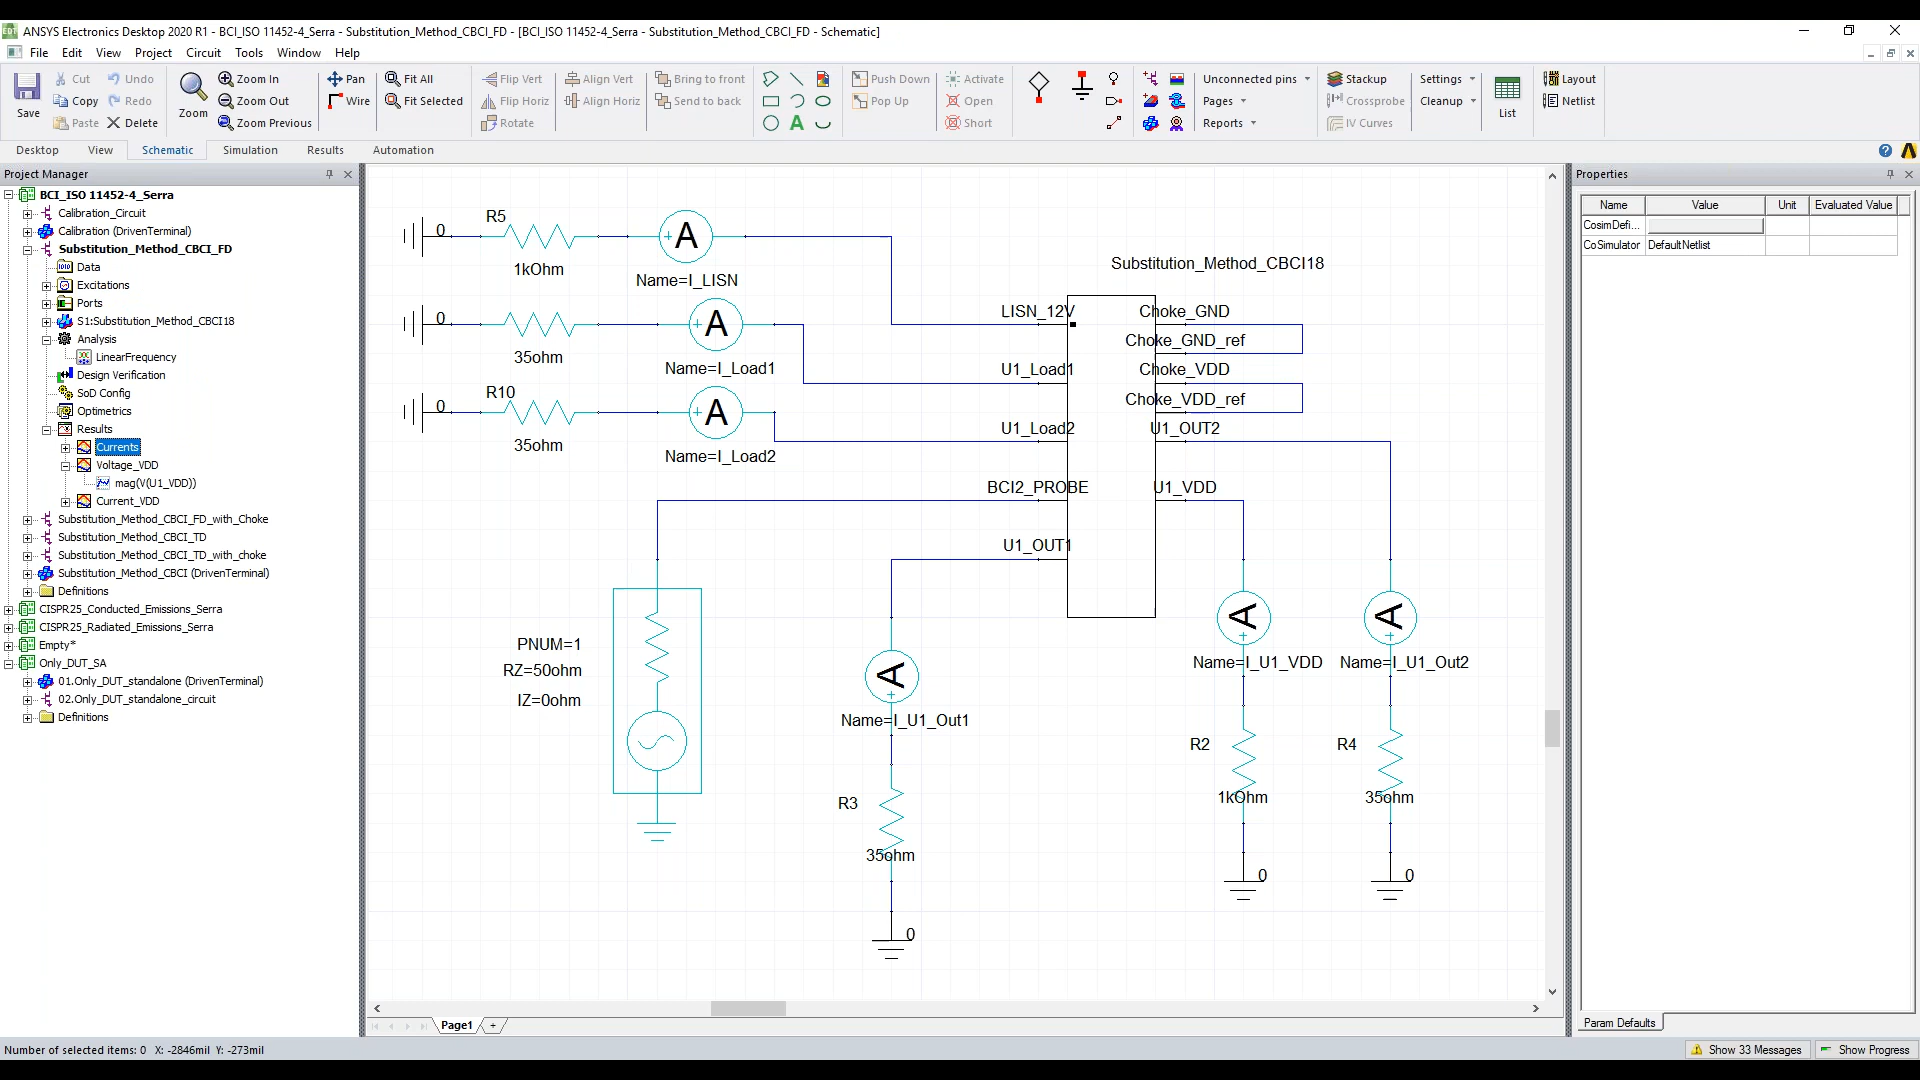 ANSYS Electronics Desktop 2020 R1 - BCI_ISO 11452-4_Serra - Substitution_Method_CBCI_FD - [BCI_ISO 11452-4_Serra - Substitution_Method_CBCI_FD - Schematic]
File Edit View Project Circuit Tools Window Help
Save
Cut
Copy
Paste
Undo
Redo
Delete
Zoom
Zoom In
Zoom Out
Zoom Previous
Pan
Wire
Fit All
Fit Selected
Flip Vert
Flip Horiz
Rotate
Align Vert
Align Horiz
Bring to front
Send to back
A
Push Down
Pop Up
Activate
Open
Short
Unconnected pins
Pages
Reports
Stackup
Crossprobe
IV Curves
Settings
Cleanup
List
Layout
Netlist
Desktop View Schematic Simulation Results Automation
Project Manager
BCI_ISO 11452-4_Serra
Calibration_Circuit
Calibration (DrivenTerminal)
Substitution_Method_CBCI_FD
Data
Excitations
Ports
S1:Substitution_Method_CBCI18
Analysis
LinearFrequency
Design Verification
SoD Config
Optimetrics
Results
Currents
Voltage_VDD
mag(V(U1_VDD))
Current_VDD
Substitution_Method_CBCI_FD_with_Choke
Substitution_Method_CBCI_TD
Substitution_Method_CBCI_TD_with_choke
Substitution_Method_CBCI (DrivenTerminal)
Definitions
CISPR25_Conducted_Emissions_Serra
CISPR25_Radiated_Emissions_Serra
Empty*
Only_DUT_SA
01.Only_DUT_standalone (DrivenTerminal)
02.Only_DUT_standalone_circuit
Definitions
0
R5
1kOhm
A
Name=I_LISN
0
35ohm
A
Name=I_Load1
0
R10
35ohm
A
Name=I_Load2
Substitution_Method_CBCI18
LISN_12V
Choke_GND
Choke_GND_ref
U1_Load1
Choke_VDD
Choke_VDD_ref
U1_Load2
U1_OUT2
BCI2_PROBE
U1_VDD
U1_OUT1
PNUM=1
RZ=50ohm
IZ=0ohm
A
Name=I_U1_Out1
R3
35ohm
0
A
Name=I_U1_VDD
R2
1kOhm
0
A
Name=I_U1_Out2
R4
35ohm
0
Page1
+
Properties
Name Value Unit Evaluated Value
CosimDefi...
CoSimulator DefaultNetlist
Param Defaults
Number of selected items: 0 X: -2846mil Y: -273mil
Show 33 Messages
Show Progress